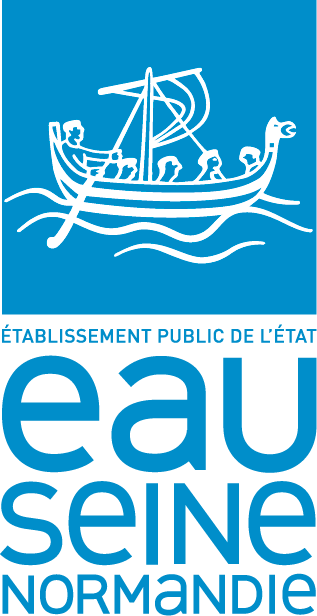 ÉTABLISSEMENT PUBLIC DE L'ÉTAT
eau
seine
NORMANDIE